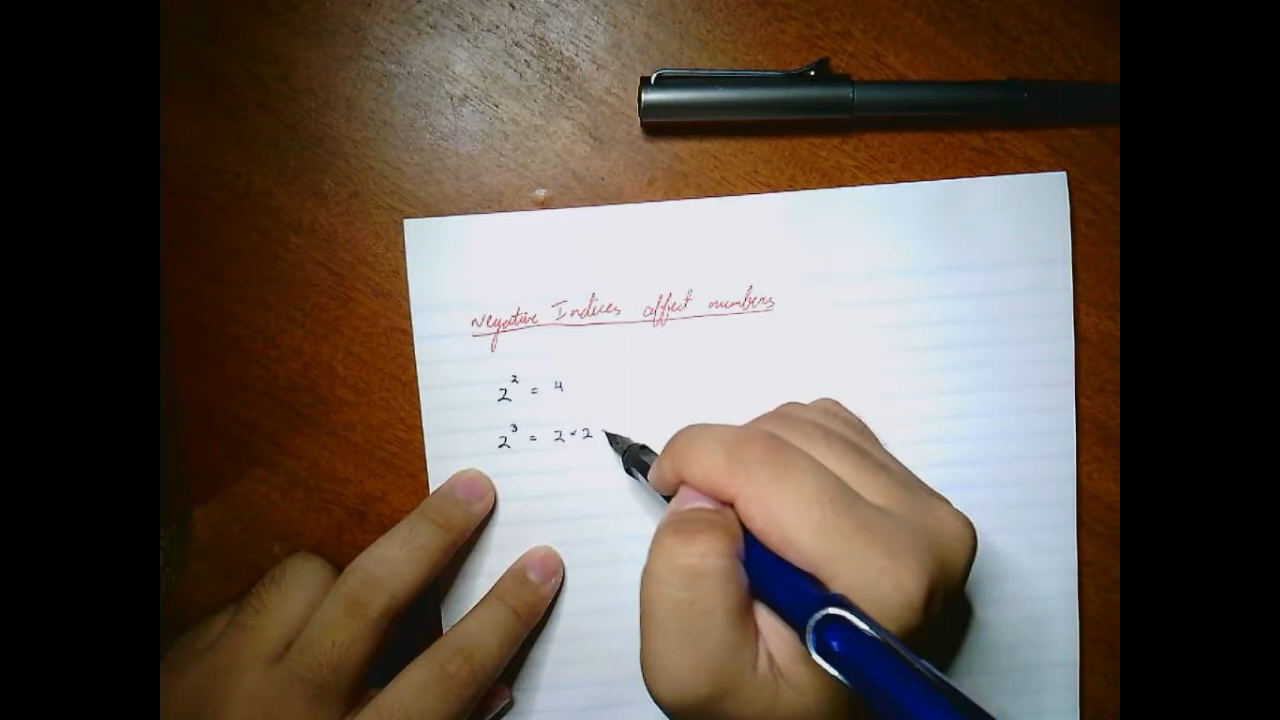 Negative Indices affect numbers
2² = 4
2³ = 2 × 2